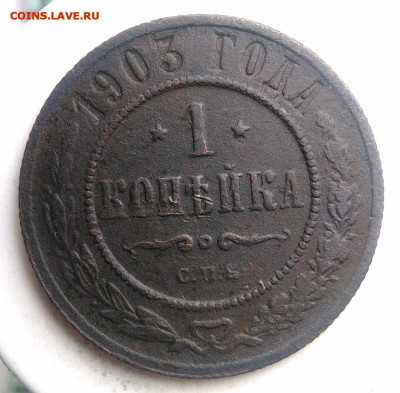 COINS.LAVE.RU
1903 ГОДА
1
КОПѢЙКА
С.П.Б.